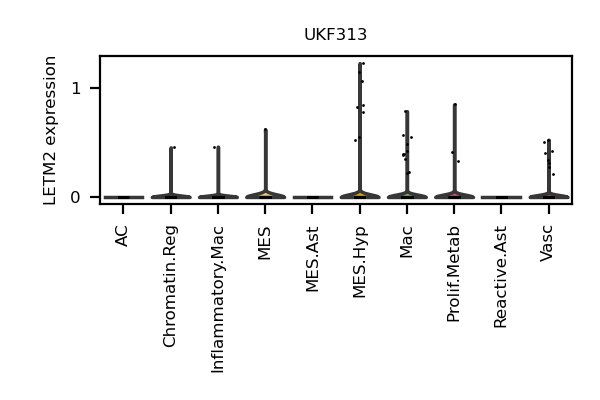 UKF313
LETM2 expression
1
0
AC
Chromatin.Reg
Inflammatory.Mac
MES
MES.Ast
MES.Hyp
Mac
Prolif.Metab
Reactive.Ast
Vasc